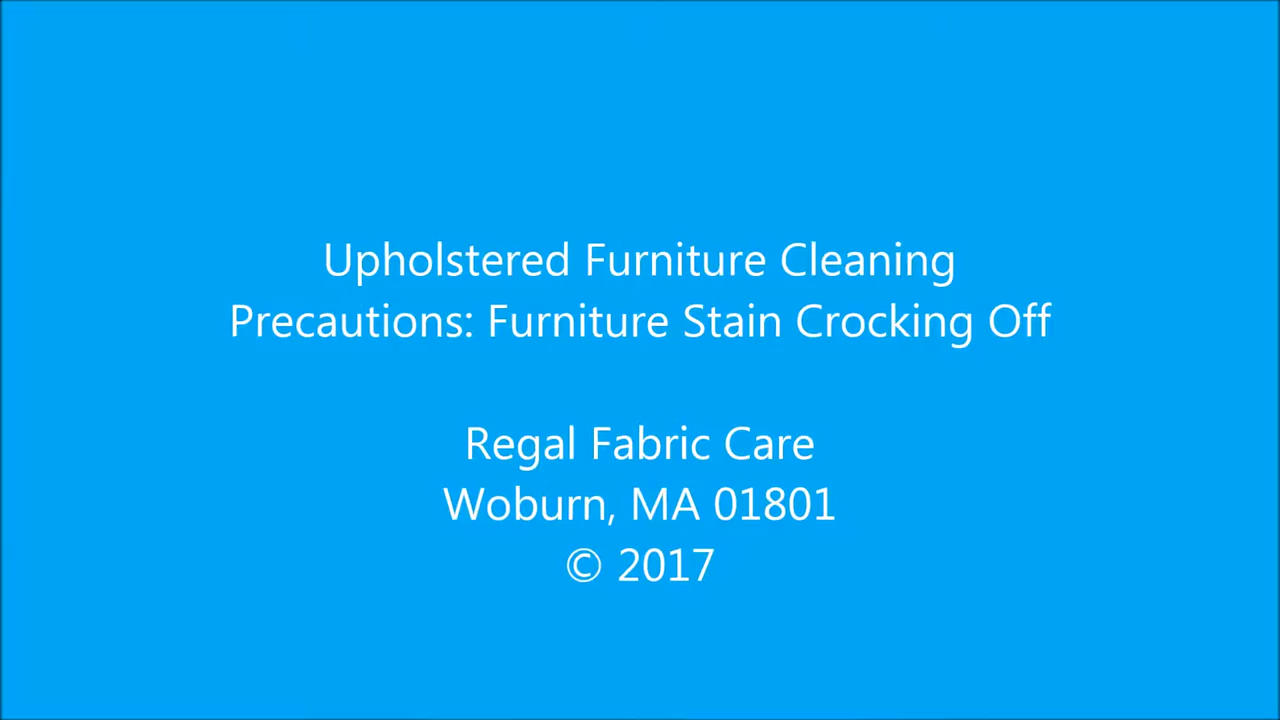 Upholstered Furniture Cleaning
Precautions: Furniture Stain Crocking Off
Regal Fabric Care
Woburn, MA 01801
© 2017